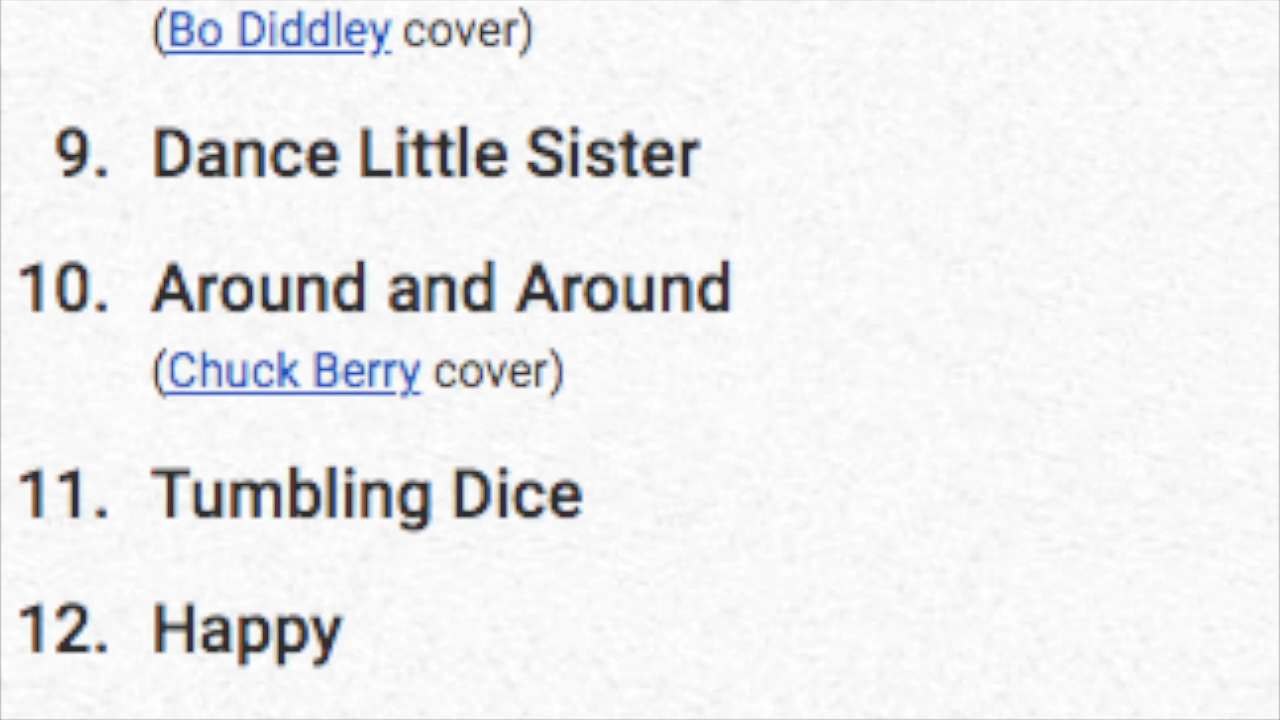 (Bo Diddley cover)
9. Dance Little Sister
10. Around and Around
(Chuck Berry cover)
11. Tumbling Dice
12. Happy